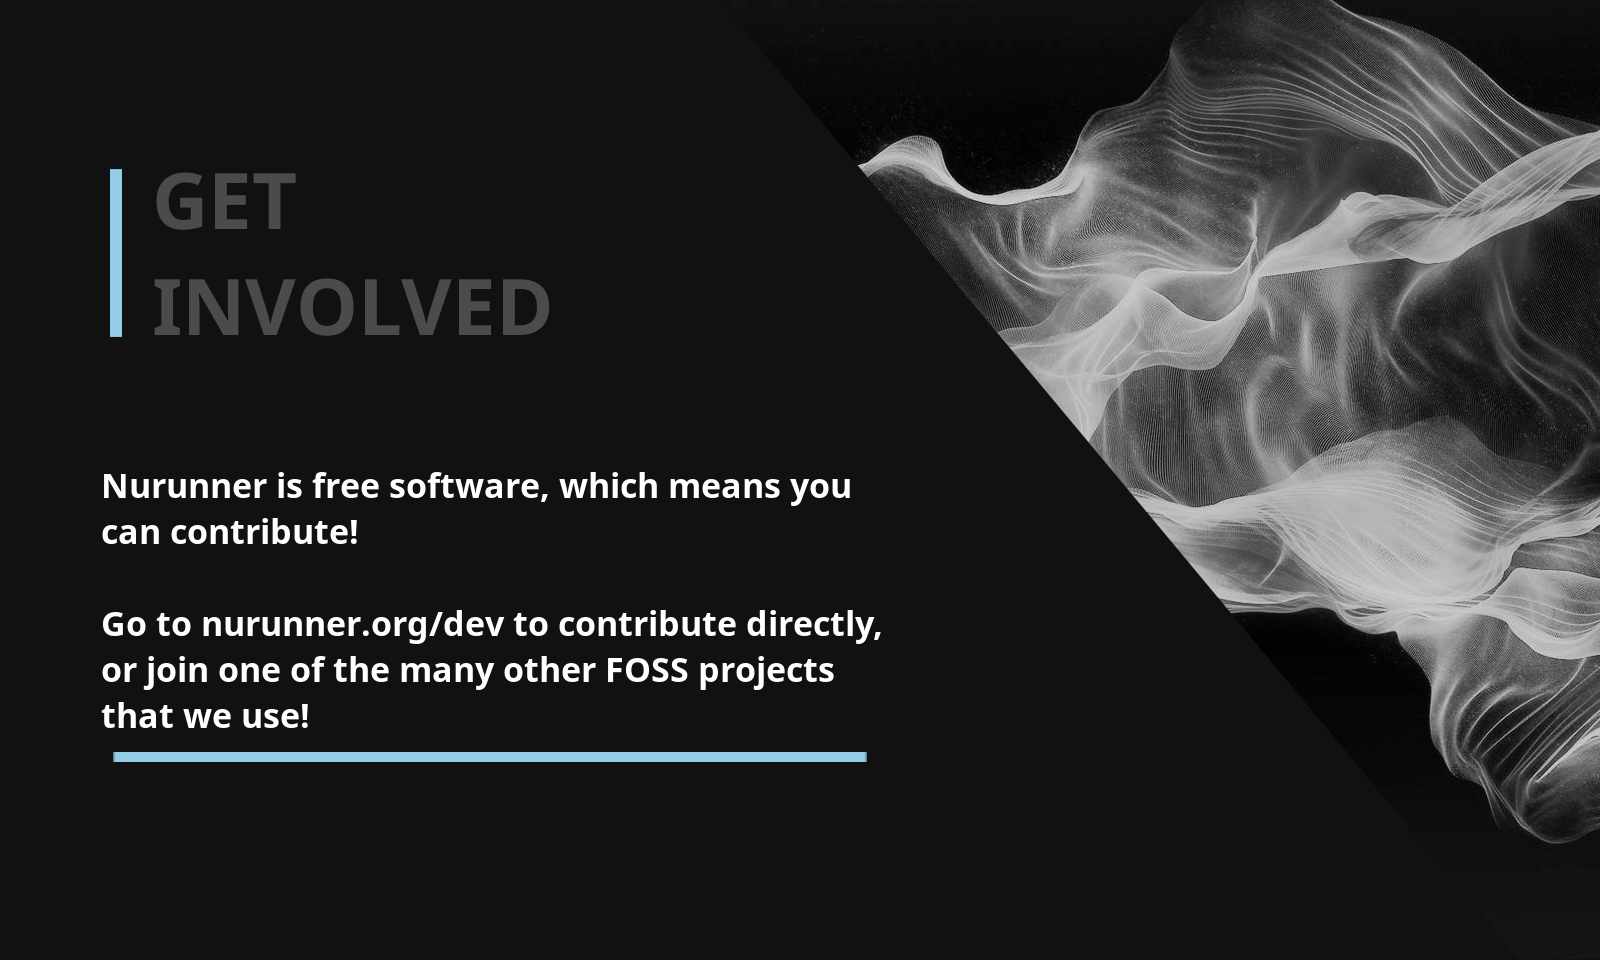 GET
INVOLVED
Nurunner is free software, which means you
can contribute!
Go to nurunner.org/dev to contribute directly,
or join one of the many other FOSS projects
that we use!